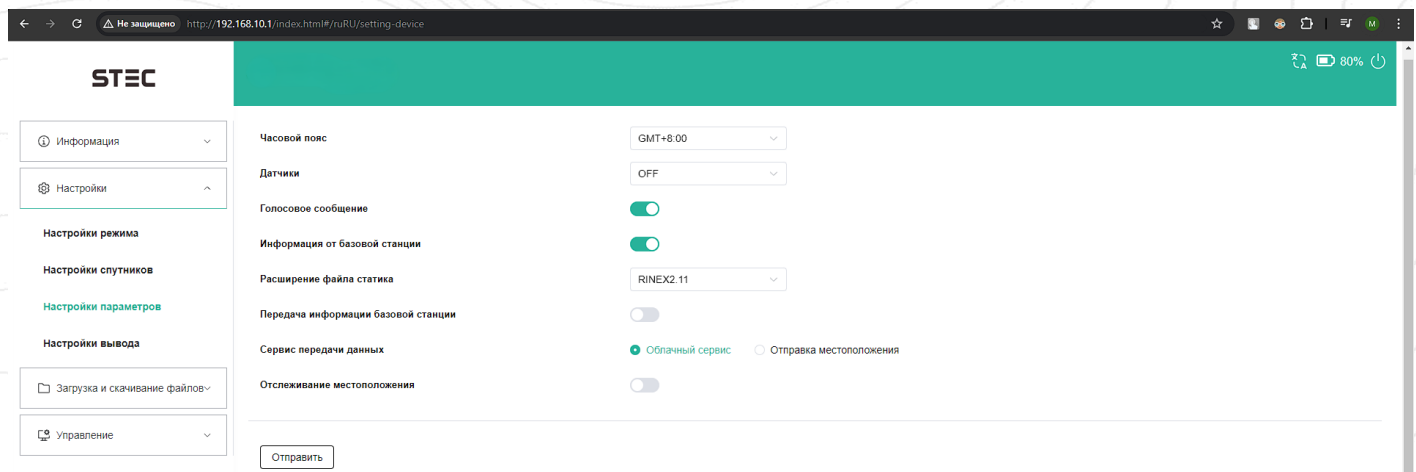 Не защищено http://192.168.10.1/index.html#/ruRU/setting-device
M
STEC
80%
Информация
Настройки
Настройки режима
Настройки спутников
Настройки параметров
Настройки вывода
Загрузка и скачивание файлов
Управление
Часовой пояс GMT+8:00
Датчики OFF
Голосовое сообщение
Информация от базовой станции
Расширение файла статика RINEX2.11
Передача информации базовой станции
Сервис передачи данных Облачный сервис Отправка местоположения
Отслеживание местоположения
Отправить